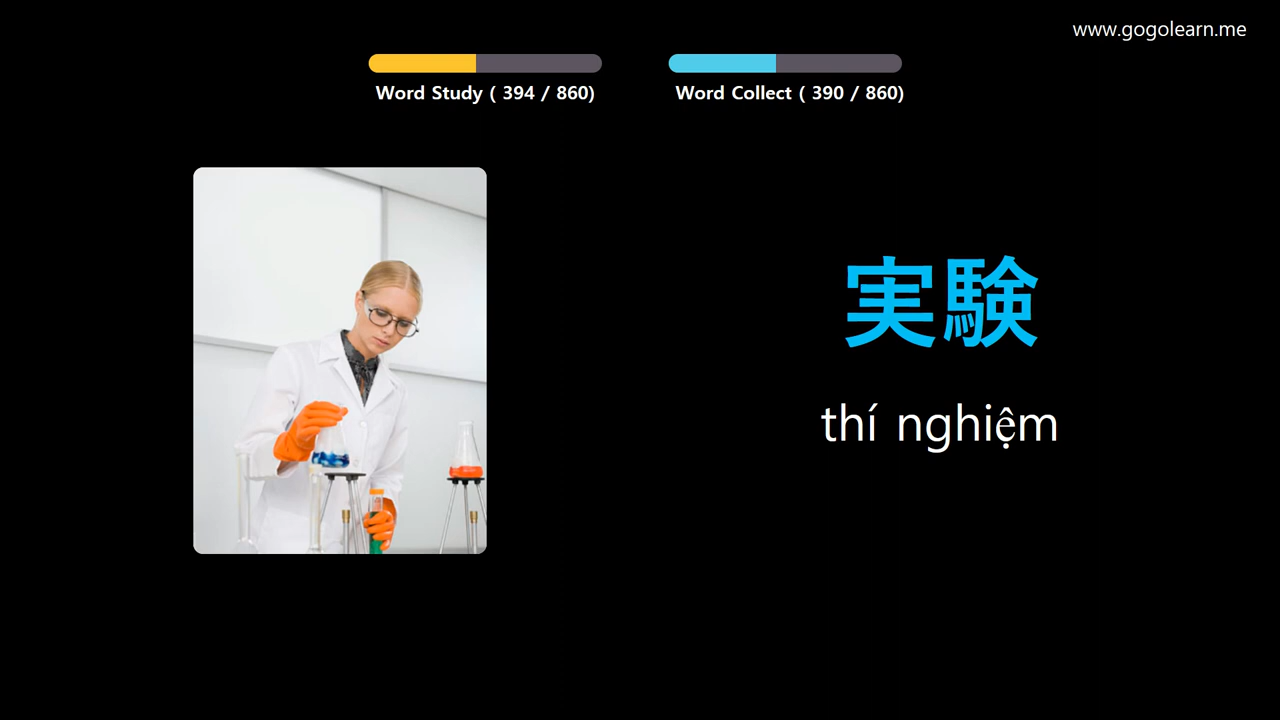 www.gogolearn.me
Word Study ( 394 / 860)
Word Collect ( 390 / 860)
実験
thí nghiệm